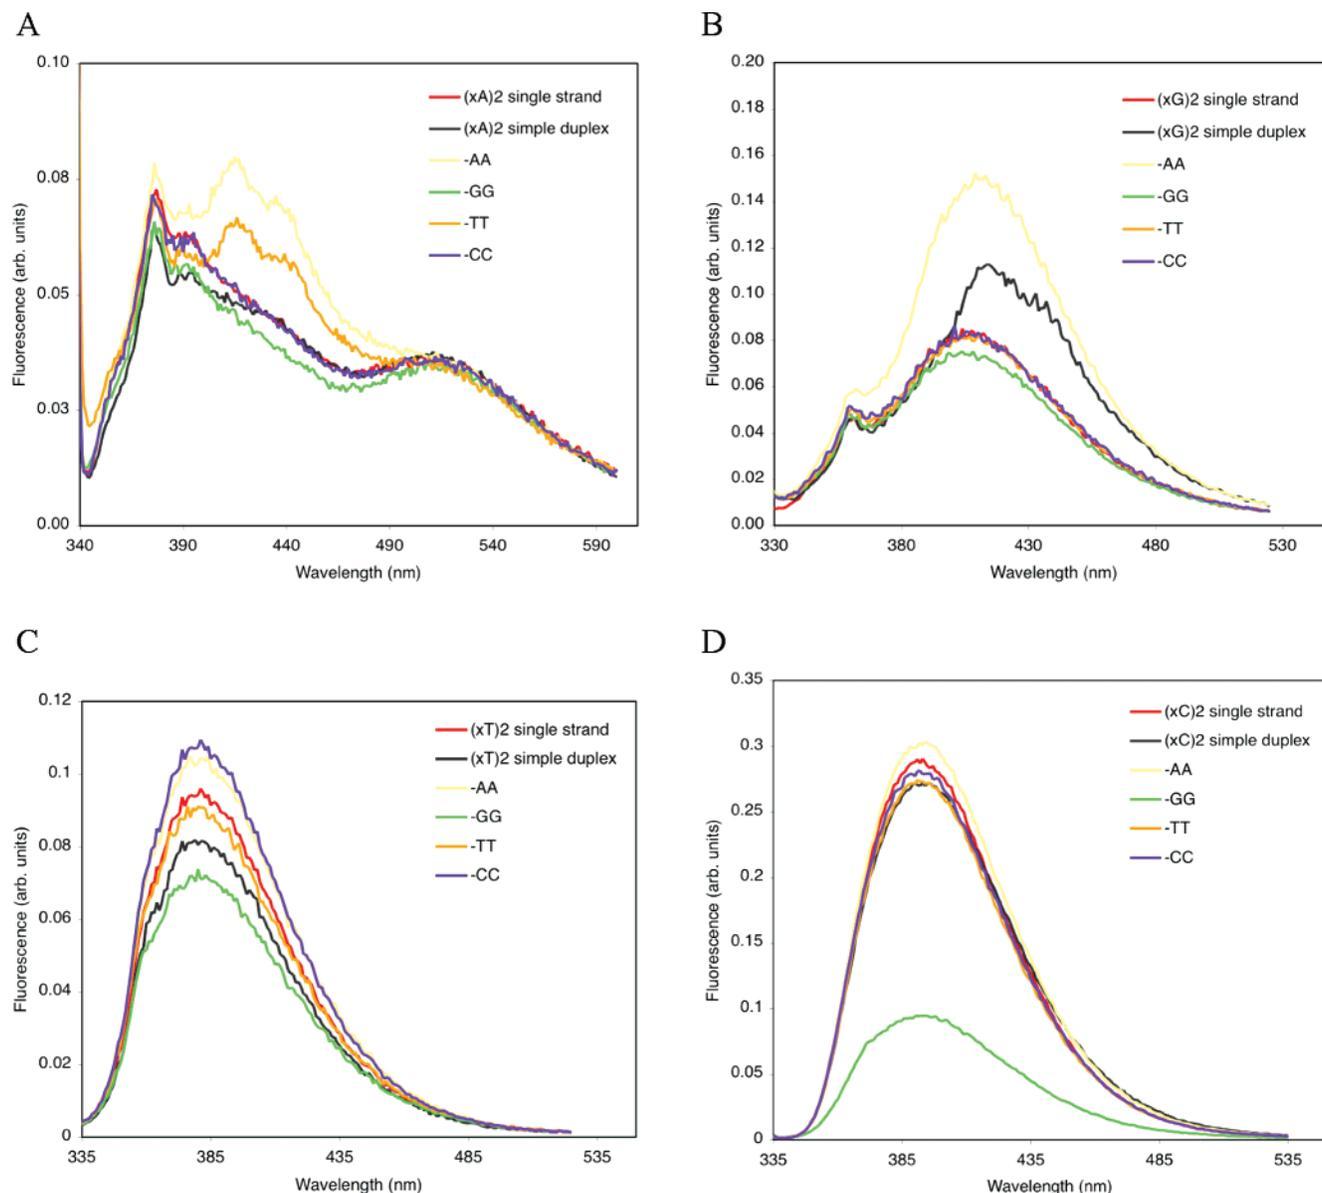 A
0.10
0.08
0.05
0.03
0.00
Fluorescence (arb. units)
(xA)2 single strand
(xA)2 simple duplex
-AA
-GG
-TT
-CC
340 390 440 490 540 590
Wavelength (nm)
B
0.20
0.18
0.16
0.14
0.12
0.10
0.08
0.06
0.04
0.02
0.00
Fluorescence (arb. units)
(xG)2 single strand
(xG)2 simple duplex
-AA
-GG
-TT
-CC
330 380 430 480 530
Wavelength (nm)
C
0.12
0.1
0.08
0.06
0.04
0.02
0
Fluorescence (arb. units)
(xT)2 single strand
(xT)2 simple duplex
-AA
-GG
-TT
-CC
335 385 435 485 535
Wavelength (nm)
D
0.35
0.3
0.25
0.2
0.15
0.1
0.05
0
Fluorescence (arb. units)
(xC)2 single strand
(xC)2 simple duplex
-AA
-GG
-TT
-CC
335 385 435 485 535
Wavelength (nm)